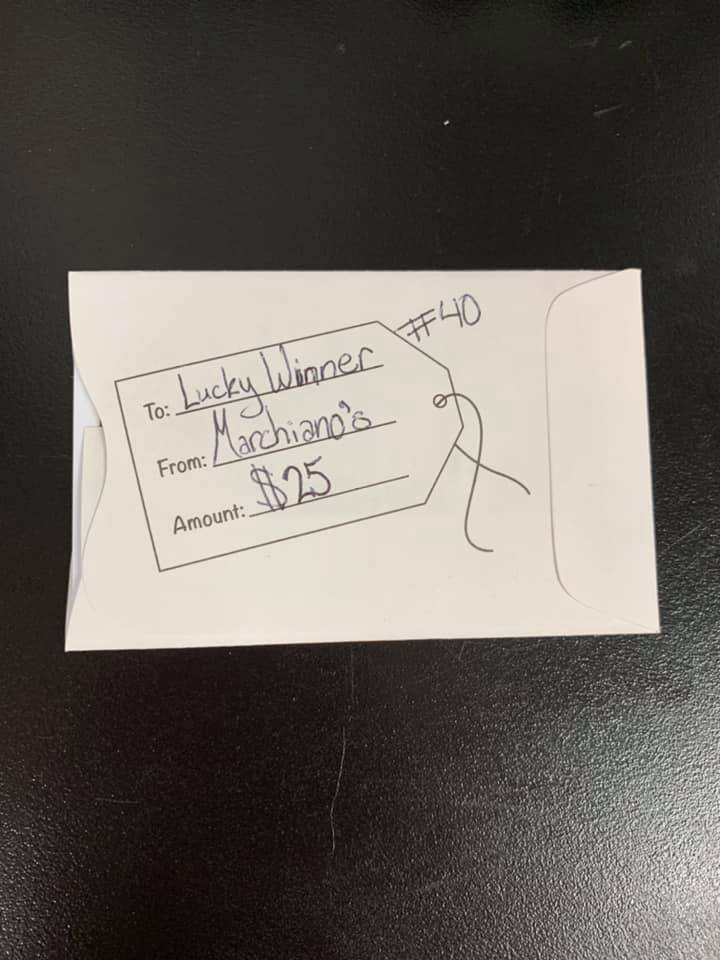 #40
To: Lucky Winner
From: Marchiano's
Amount: $25